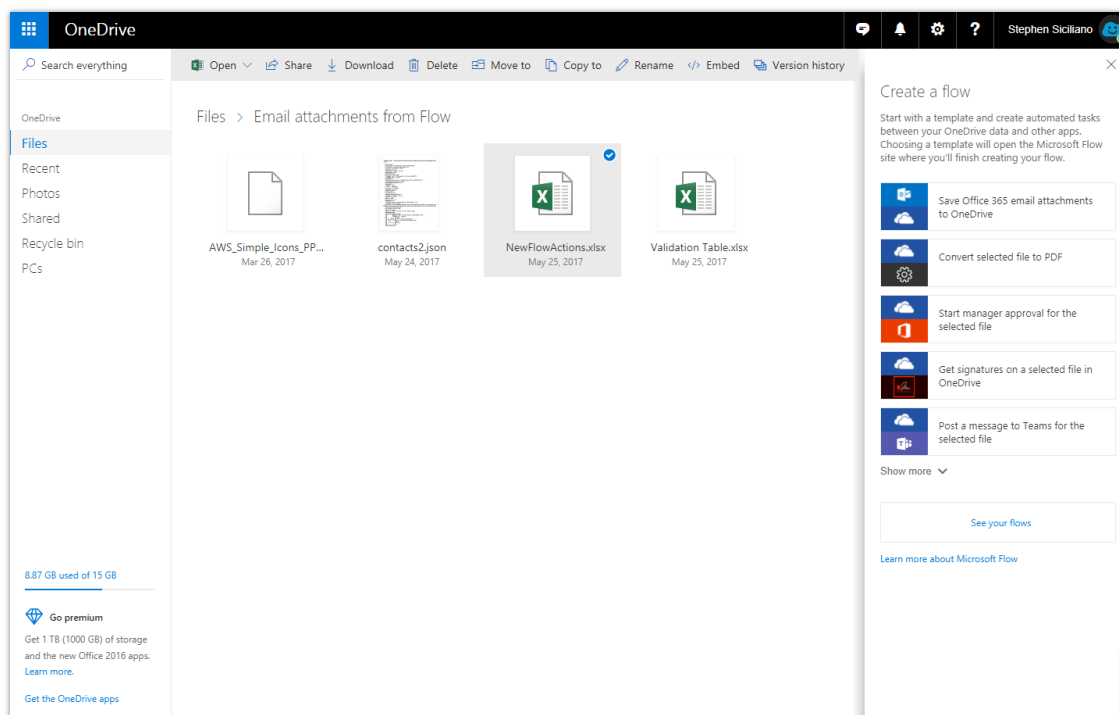 OneDrive
?
Stephen Siciliano
Search everything
Open
Share
Download
Delete
Move to
Copy to
Rename
Embed
Version history
OneDrive
Files
Recent
Photos
Shared
Recycle bin
PCs
Files > Email attachments from Flow
AWS_Simple_Icons_PP...
Mar 26, 2017
contacts2.json
May 24, 2017
NewFlowActions.xlsx
May 25, 2017
Validation Table.xlsx
May 25, 2017
Create a flow
Start with a template and create automated tasks
between your OneDrive data and other apps.
Choosing a template will open the Microsoft Flow
site where you'll finish creating your flow.
Save Office 365 email attachments
to OneDrive
Convert selected file to PDF
Start manager approval for the
selected file
Get signatures on a selected file in
OneDrive
Post a message to Teams for the
selected file
Show more
See your flows
Learn more about Microsoft Flow
8.87 GB used of 15 GB
Go premium
Get 1 TB (1000 GB) of storage
and the new Office 2016 apps.
Learn more.
Get the OneDrive apps